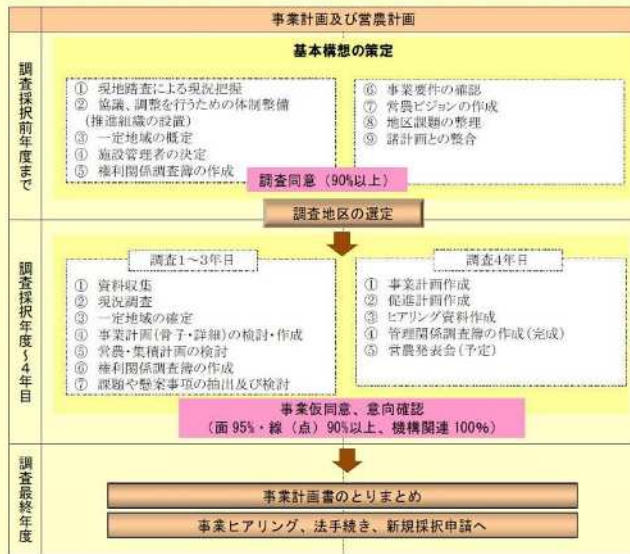 事業計画及び営農計画
調査採択前年度まで
基本構想の策定
① 現地踏査による現況把握
② 協議、調整を行うための体制整備
(推進組織の設置)
③ 一定地域の概定
④ 施設管理者の決定
⑤ 権利関係調査簿の作成
⑥ 事業要件の確認
⑦ 営農ビジョンの作成
⑧ 地区課題の整理
⑨ 諸計画との整合
調査同意（90%以上）
調査地区の選定
調査採択年度～4年目
調査1～3年目
① 資料収集
② 現況調査
③ 一定地域の確定
④ 事業計画(骨子・詳細)の検討・作成
⑤ 営農・集積計画の検討
⑥ 権利関係調査簿の作成
⑦ 課題や懸案事項の抽出及び検討
調査4年目
① 事業計画作成
② 促進計画作成
③ ヒアリング資料作成
④ 管理関係調査簿の作成(完成)
⑤ 営農発表会(予定)
事業仮同意、意向確認
（面 95%・線（点）90%以上、機構関連 100%）
調査最終年度
事業計画書のとりまとめ
事業ヒアリング、法手続き、新規採択申請へ